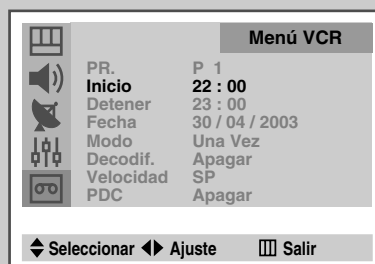 Menú VCR
PR. P 1
Inicio 22 : 00
Detener 23 : 00
Fecha 30 / 04 / 2003
Modo Una Vez
Decodif. Apagar
Velocidad SP
PDC Apagar
Seleccionar Ajuste Salir